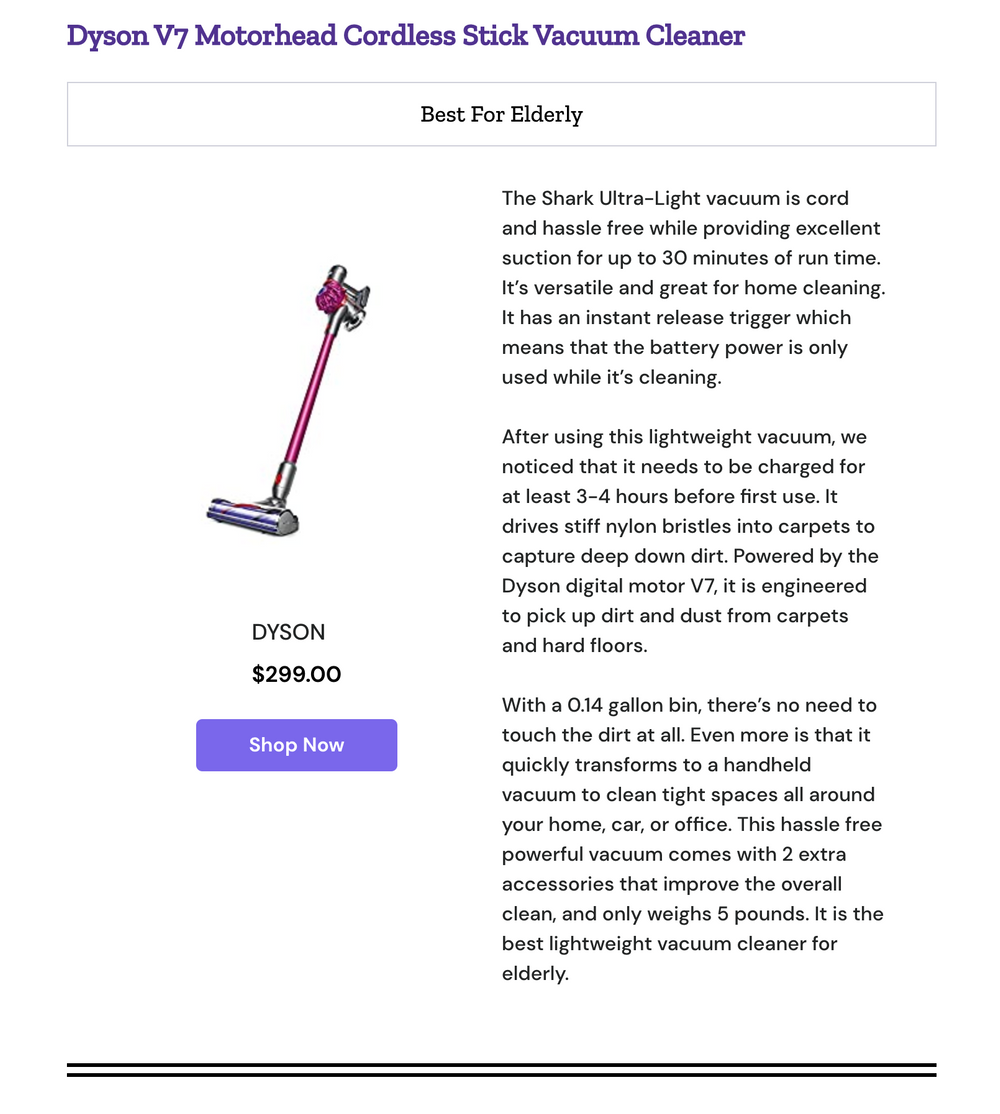 Dyson V7 Motorhead Cordless Stick Vacuum Cleaner
Best For Elderly
The Shark Ultra-Light vacuum is cord
and hassle free while providing excellent
suction for up to 30 minutes of run time.
It’s versatile and great for home cleaning.
It has an instant release trigger which
means that the battery power is only
used while it’s cleaning.
After using this lightweight vacuum, we
noticed that it needs to be charged for
at least 3-4 hours before first use. It
drives stiff nylon bristles into carpets to
capture deep down dirt. Powered by the
Dyson digital motor V7, it is engineered
to pick up dirt and dust from carpets
and hard floors.
With a 0.14 gallon bin, there’s no need to
touch the dirt at all. Even more is that it
quickly transforms to a handheld
vacuum to clean tight spaces all around
your home, car, or office. This hassle free
powerful vacuum comes with 2 extra
accessories that improve the overall
clean, and only weighs 5 pounds. It is the
best lightweight vacuum cleaner for
elderly.
DYSON
$299.00
Shop Now